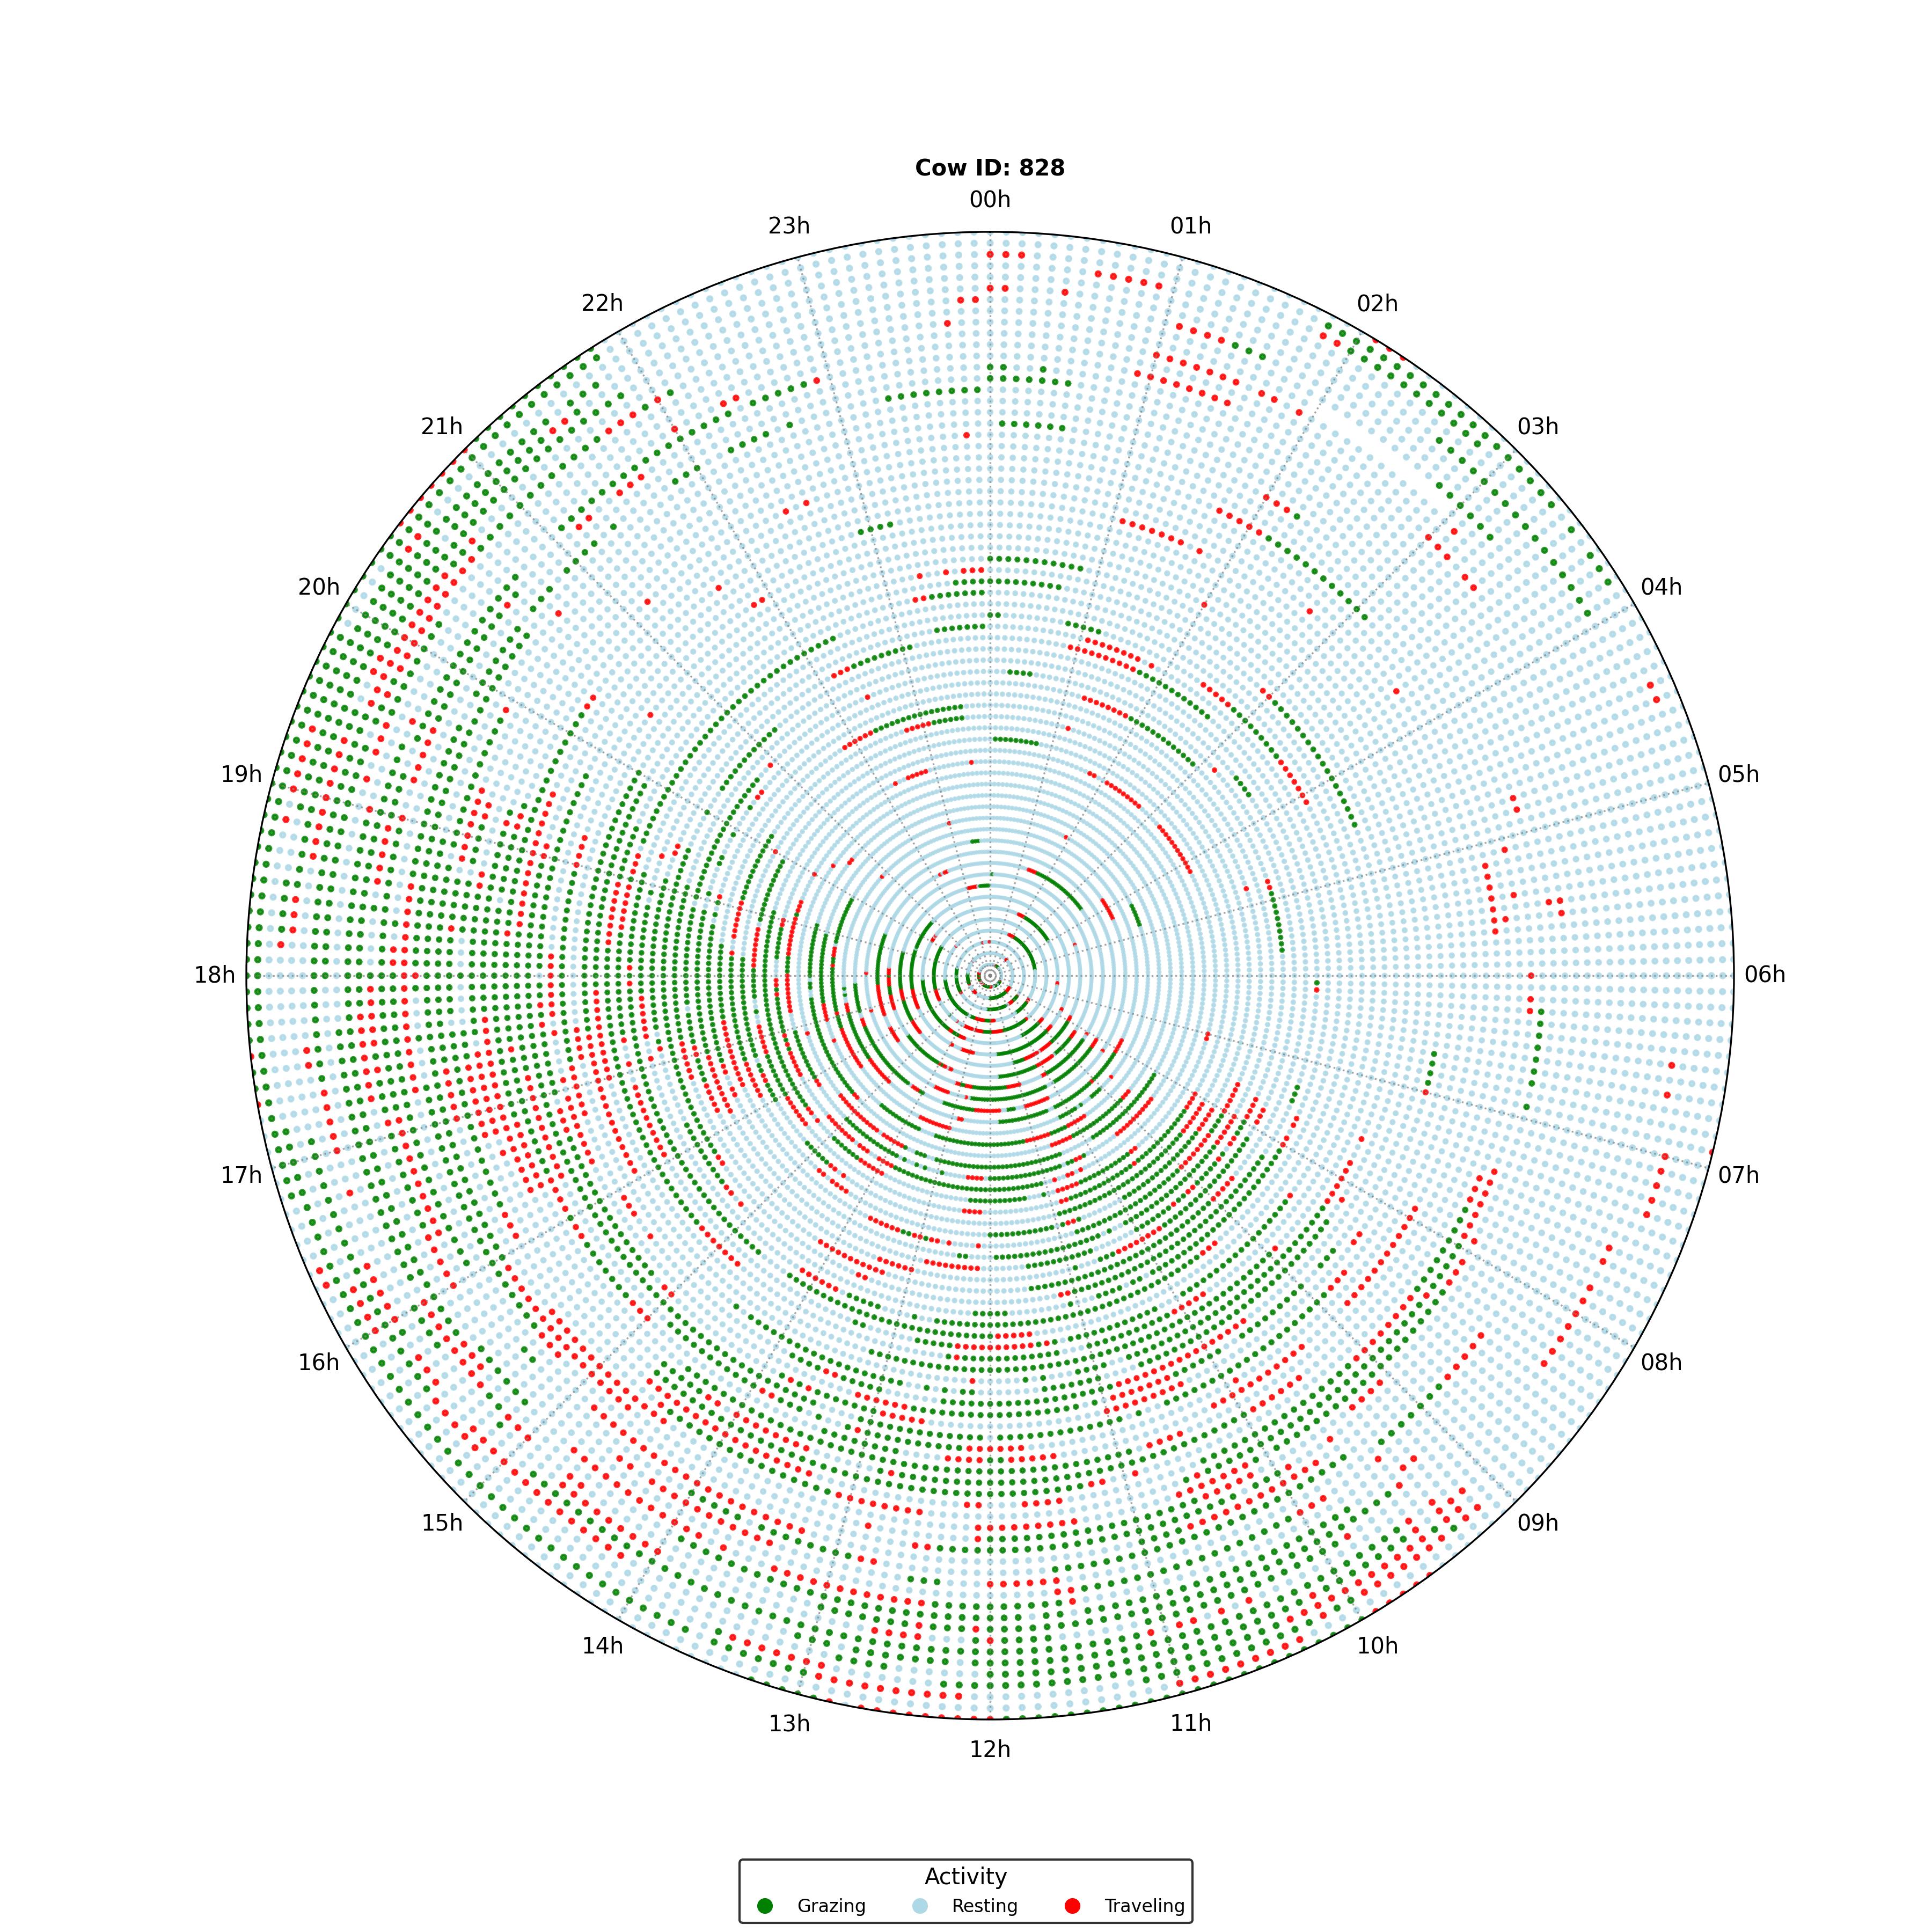 Cow ID: 828
00h
23h
01h
22h
02h
21h
03h
20h
04h
19h
05h
18h
06h
17h
07h
16h
08h
15h
09h
14h
10h
13h
11h
12h
Activity
Grazing Resting Traveling